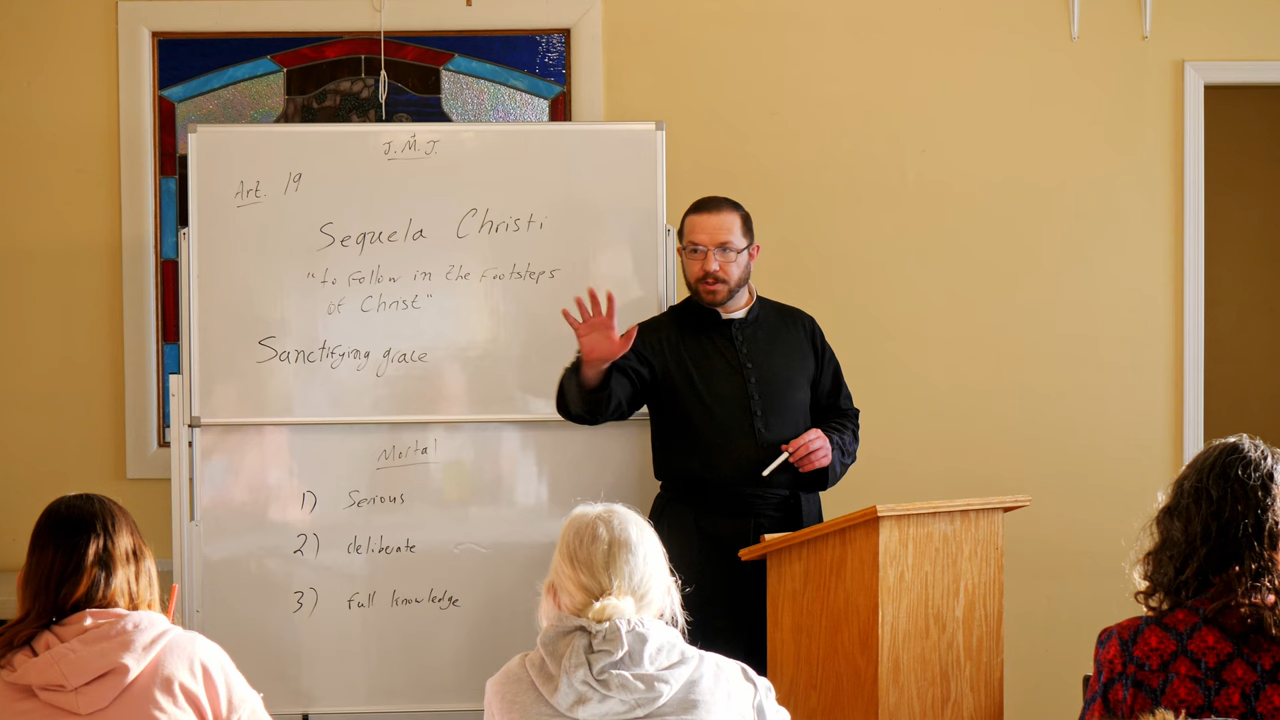 J.M.J.
Art. 19
Sequela Christi
"to follow in the footsteps
of Christ"
Sanctifying grace
Mortal
1) Serious
2) deliberate
3) full knowledge